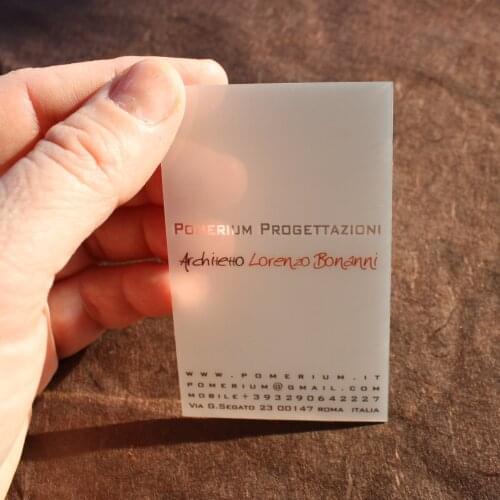 Pomerium Progettazioni
Architetto Lorenzo Bonanni
www.pomerium.it
pomerium@gmail.com
mobile+393290642227
Via G.Segato 23 00147 Roma Italia